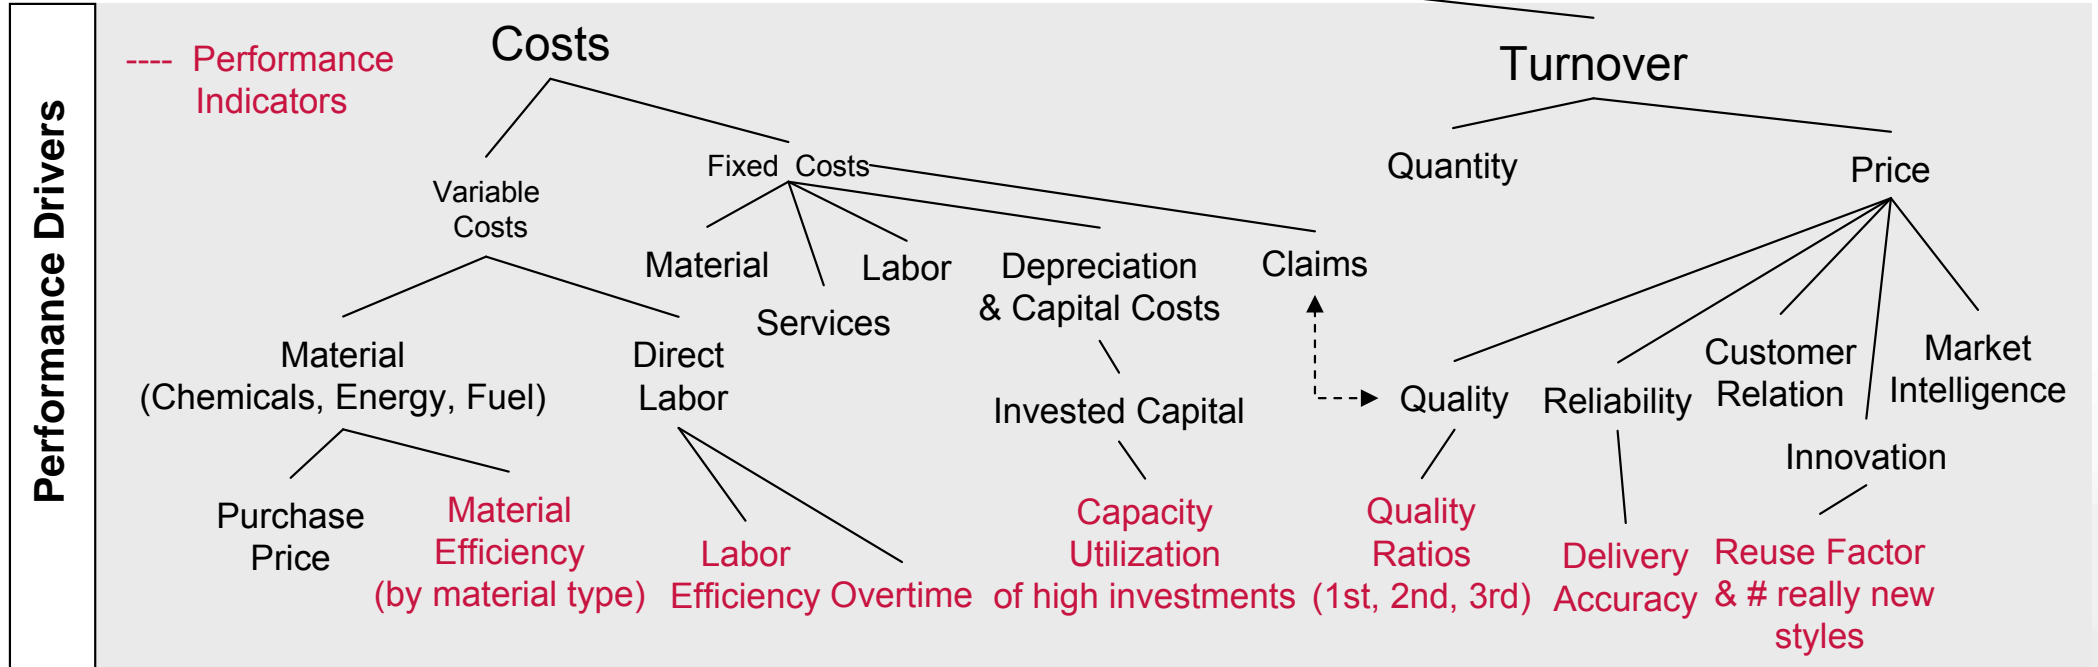 Performance Drivers
---- Performance
Indicators
Costs
Turnover
Variable
Costs
Fixed Costs
Quantity
Price
Material
Services
Labor
Depreciation
& Capital Costs
Claims
Material
(Chemicals, Energy, Fuel)
Direct
Labor
Invested Capital
Quality
Reliability
Customer
Relation
Market
Intelligence
Innovation
Purchase
Price
Material
Efficiency
(by material type)
Labor
Efficiency
Overtime
Capacity
Utilization
of high investments
Quality
Ratios
(1st, 2nd, 3rd)
Delivery
Accuracy
Reuse Factor
& # really new
styles